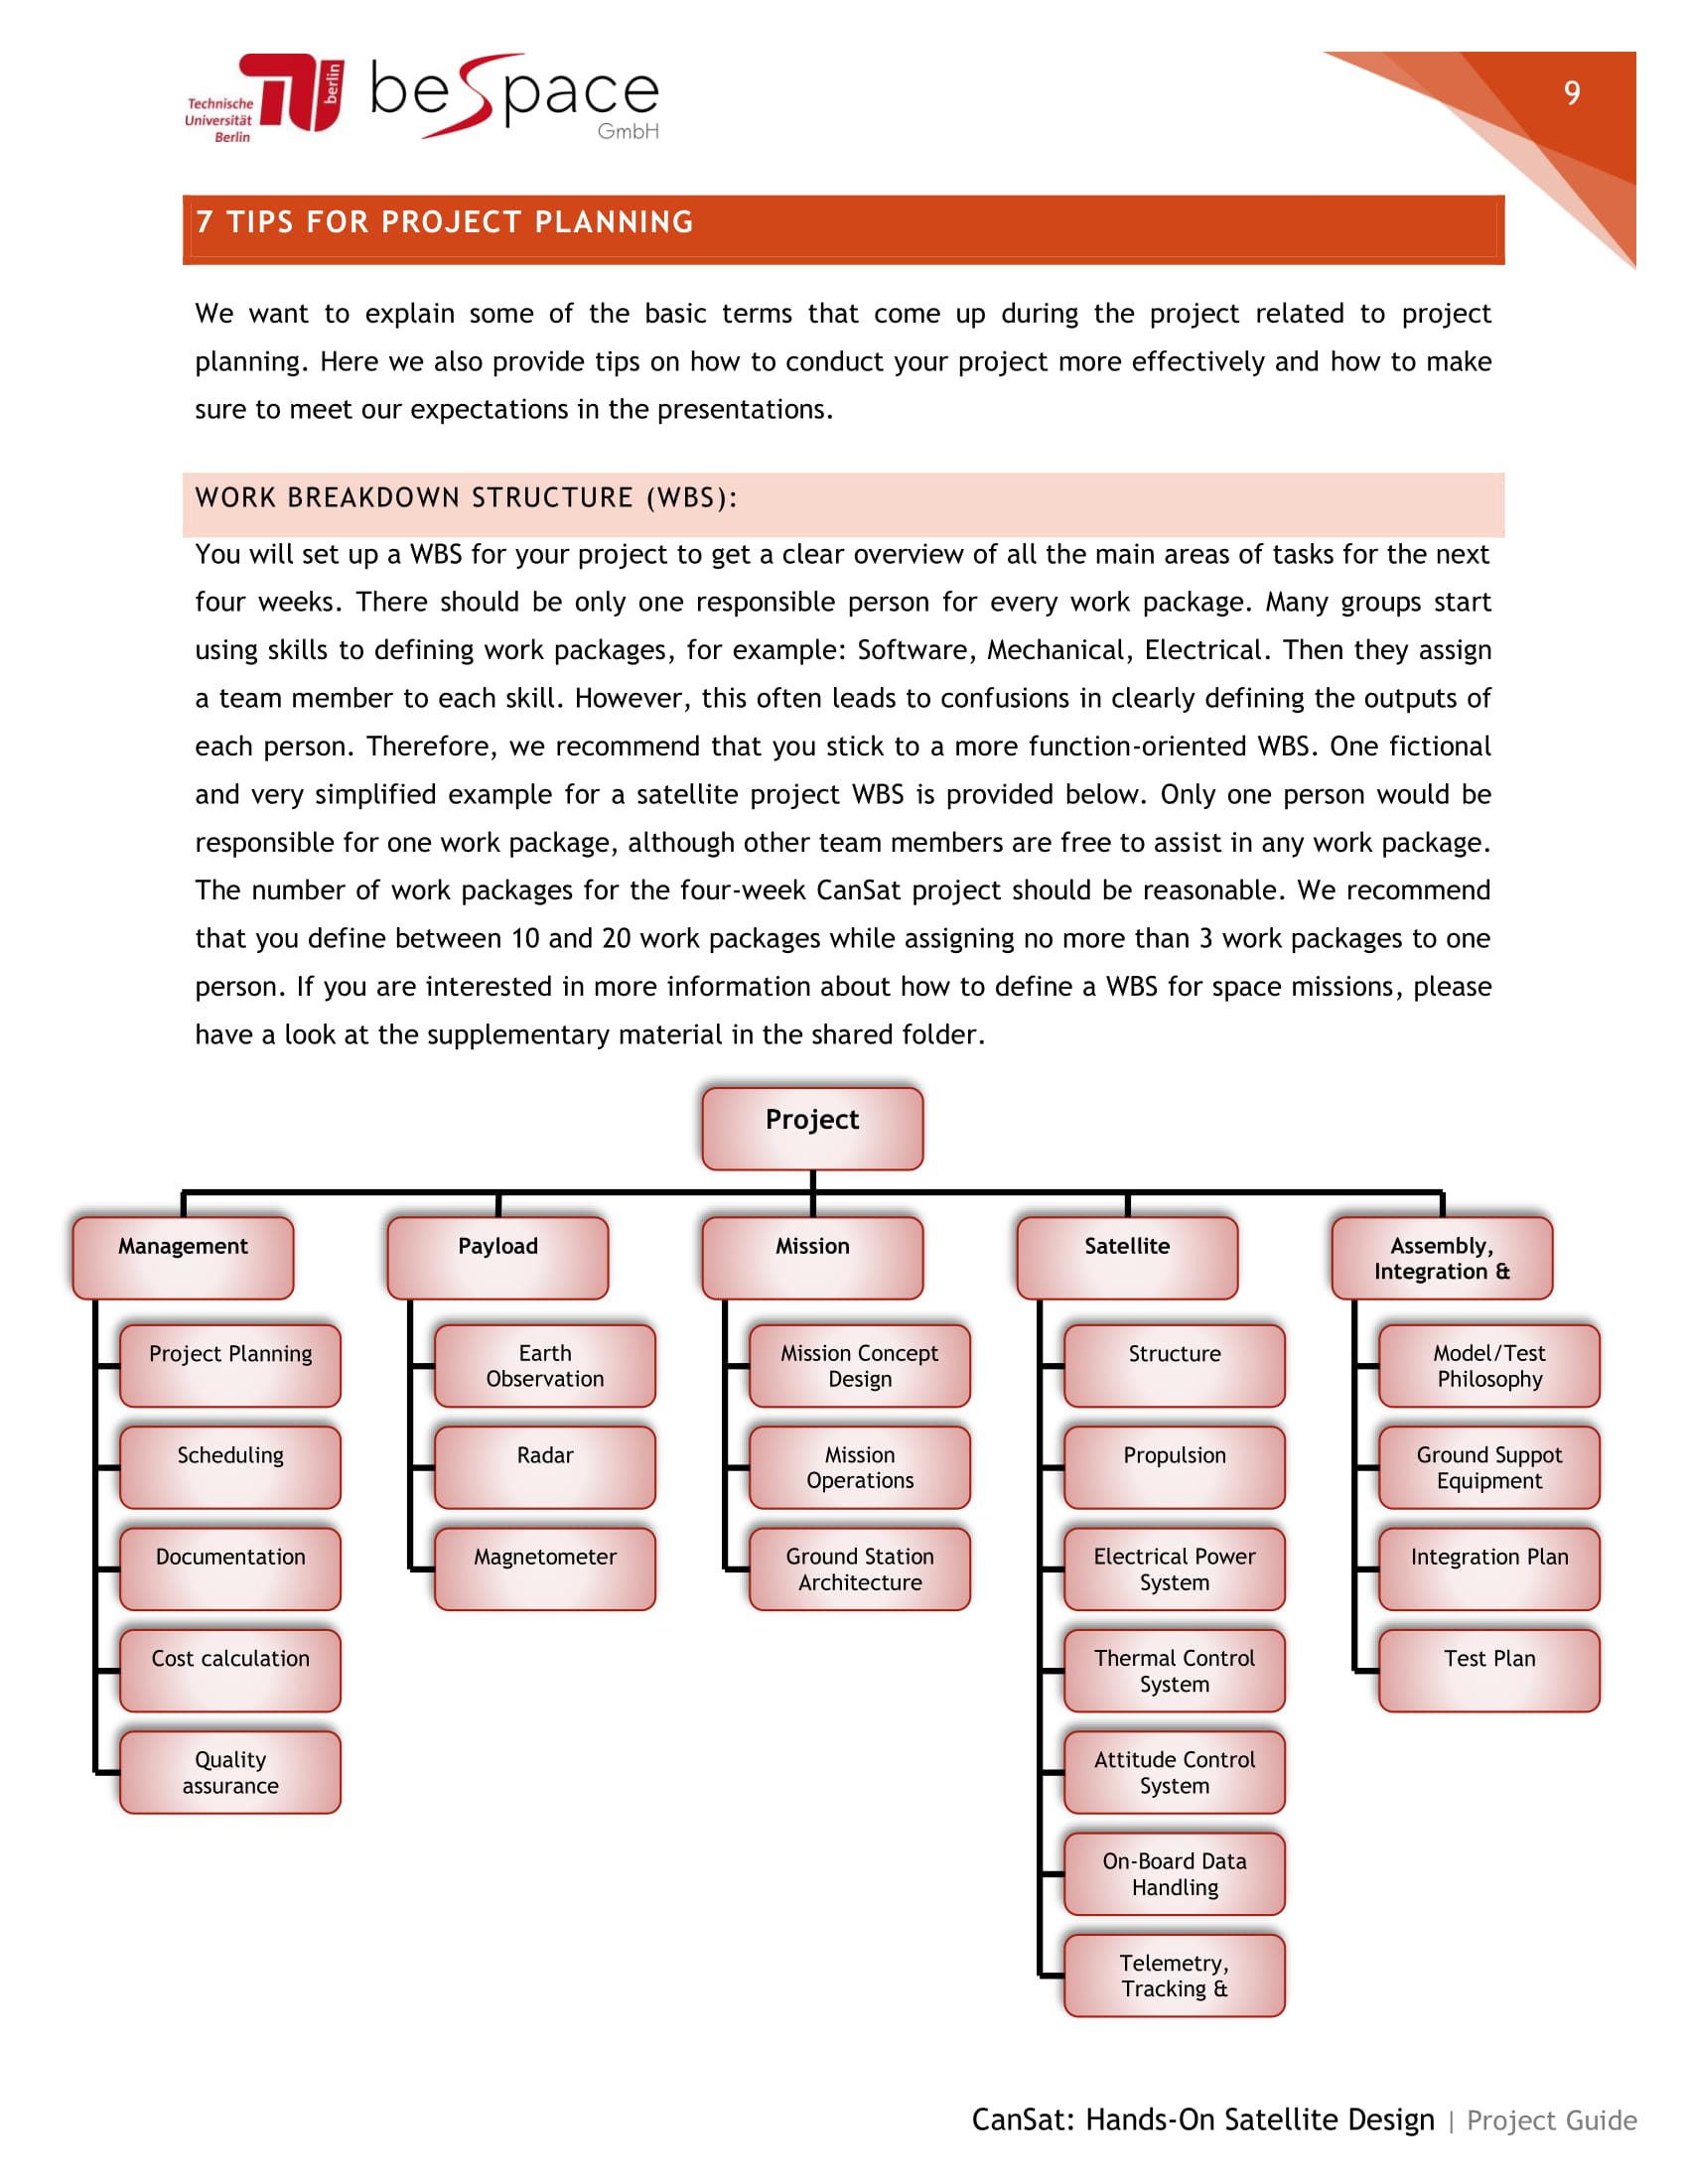 Technische
Universität
Berlin
berlin
beSpace
GmbH
9
7 TIPS FOR PROJECT PLANNING
We want to explain some of the basic terms that come up during the project related to project
planning. Here we also provide tips on how to conduct your project more effectively and how to make
sure to meet our expectations in the presentations.
WORK BREAKDOWN STRUCTURE (WBS):
You will set up a WBS for your project to get a clear overview of all the main areas of tasks for the next
four weeks. There should be only one responsible person for every work package. Many groups start
using skills to defining work packages, for example: Software, Mechanical, Electrical. Then they assign
a team member to each skill. However, this often leads to confusions in clearly defining the outputs of
each person. Therefore, we recommend that you stick to a more function-oriented WBS. One fictional
and very simplified example for a satellite project WBS is provided below. Only one person would be
responsible for one work package, although other team members are free to assist in any work package.
The number of work packages for the four-week CanSat project should be reasonable. We recommend
that you define between 10 and 20 work packages while assigning no more than 3 work packages to one
person. If you are interested in more information about how to define a WBS for space missions, please
have a look at the supplementary material in the shared folder.
Project
Management
Project Planning
Scheduling
Documentation
Cost calculation
Quality
assurance
Payload
Earth
Observation
Radar
Magnetometer
Mission
Mission Concept
Design
Mission
Operations
Ground Station
Architecture
Satellite
Structure
Propulsion
Electrical Power
System
Thermal Control
System
Attitude Control
System
On-Board Data
Handling
Telemetry,
Tracking &
Assembly,
Integration &
Model/Test
Philosophy
Ground Suppot
Equipment
Integration Plan
Test Plan
CanSat: Hands-On Satellite Design | Project Guide